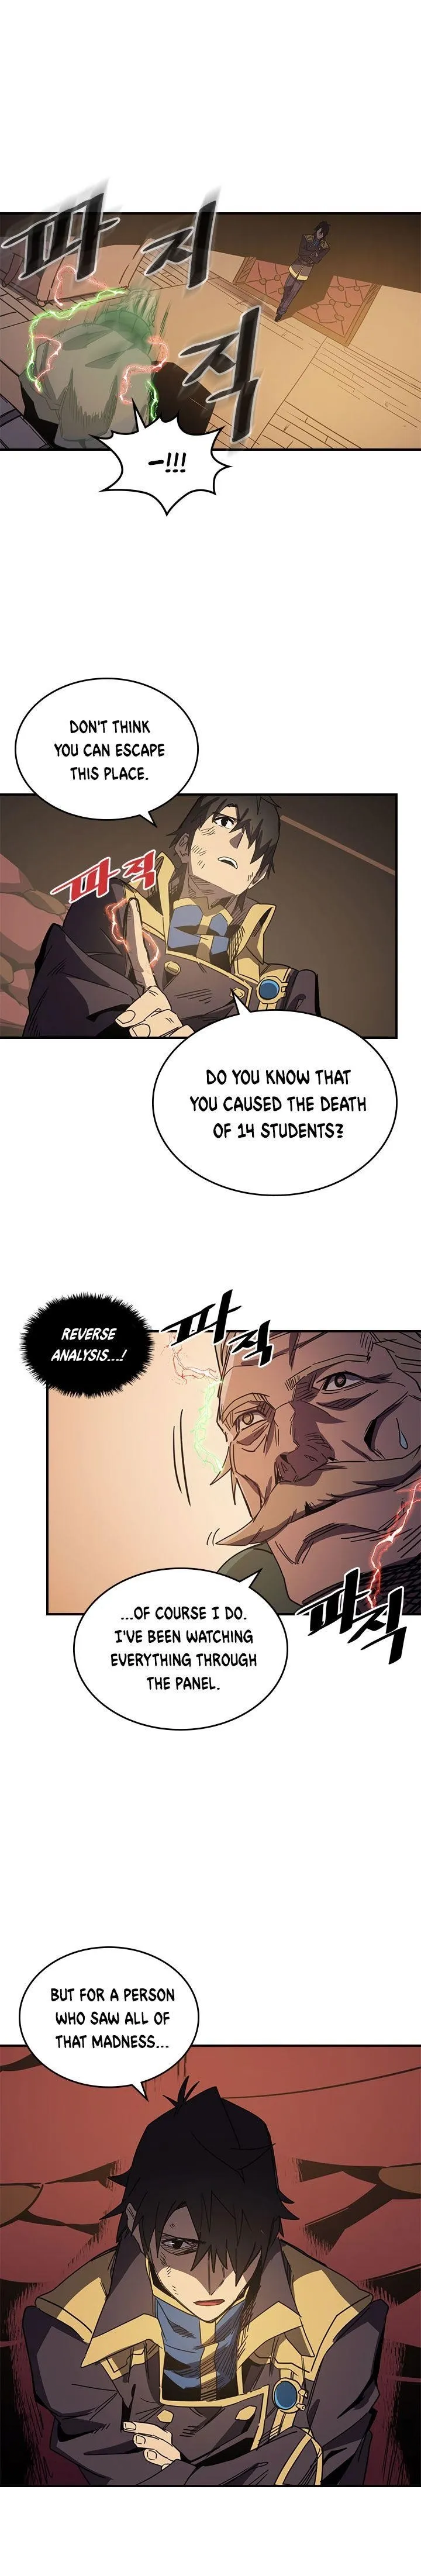 파
직
직
-!!!
DON'T THINK
YOU CAN ESCAPE
THIS PLACE.
파직
DO YOU KNOW THAT
YOU CAUSED THE DEATH
OF 14 STUDENTS?
REVERSE
ANALYSIS...!
파직
...OF COURSE I DO.
I'VE BEEN WATCHING
EVERYTHING THROUGH
THE PANEL.
파직
BUT FOR A PERSON
WHO SAW ALL OF
THAT MADNESS...